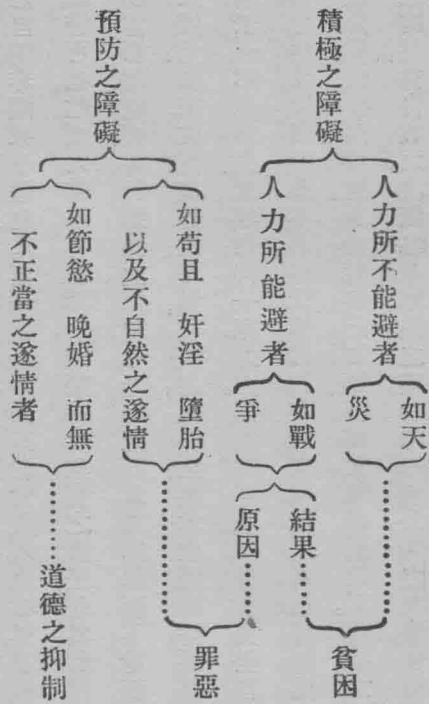 積極之障礙
人力所不能避者
如天
災
人力所能避者
如戰
爭
結果
原因
貧困
罪惡
預防之障礙
如苟且 奸淫 墮胎
以及不自然之遂情
如節慾 晚婚 而無
不正當之遂情者
道德之抑制